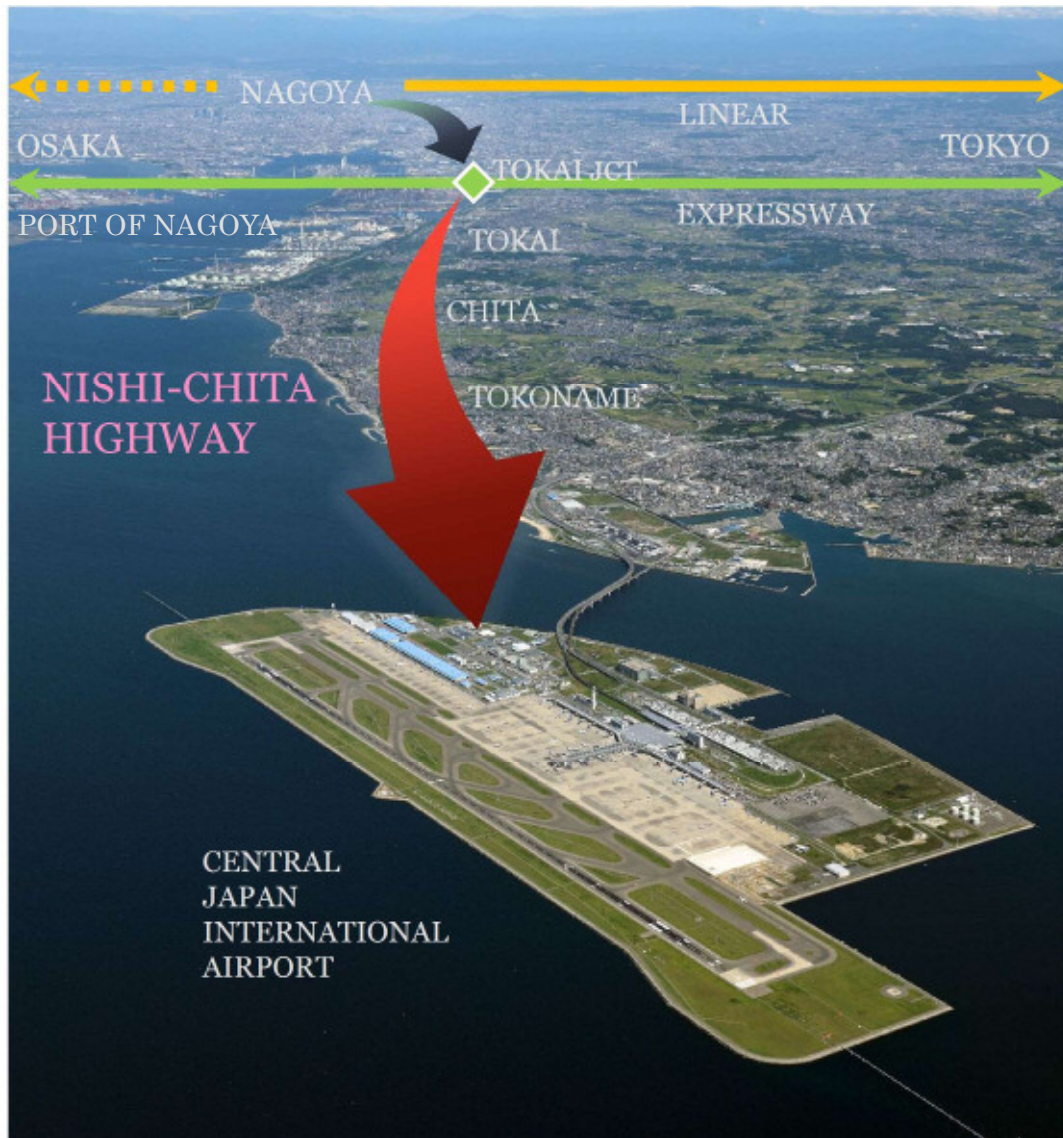 NAGOYA
LINEAR
OSAKA
TOKYO
TOKAI JCT
PORT OF NAGOYA
EXPRESSWAY
TOKAI
CHITA
NISHI-CHITA
HIGHWAY
TOKONAME
CENTRAL
JAPAN
INTERNATIONAL
AIRPORT